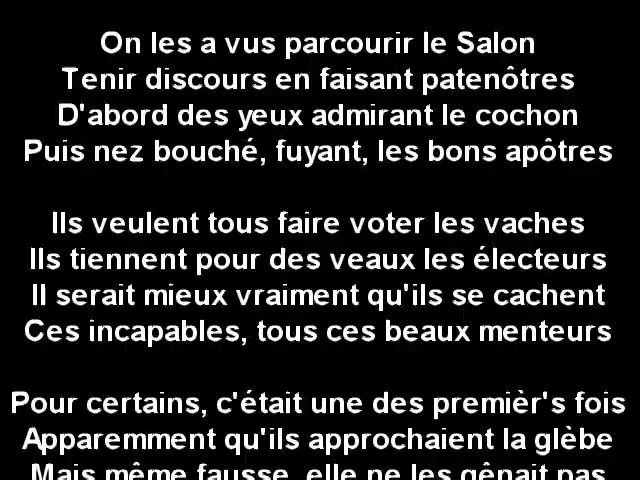 On les a vus parcourir le Salon
Tenir discours en faisant patenôtres
D'abord des yeux admirant le cochon
Puis nez bouché, fuyant, les bons apôtres
Ils veulent tous faire voter les vaches
Ils tiennent pour des veaux les électeurs
Il serait mieux vraiment qu'ils se cachent
Ces incapables, tous ces beaux menteurs
Pour certains, c'était une des premièr's fois
Apparemment qu'ils approchaient la glèbe
Mais même fausse, elle ne les gênait pas